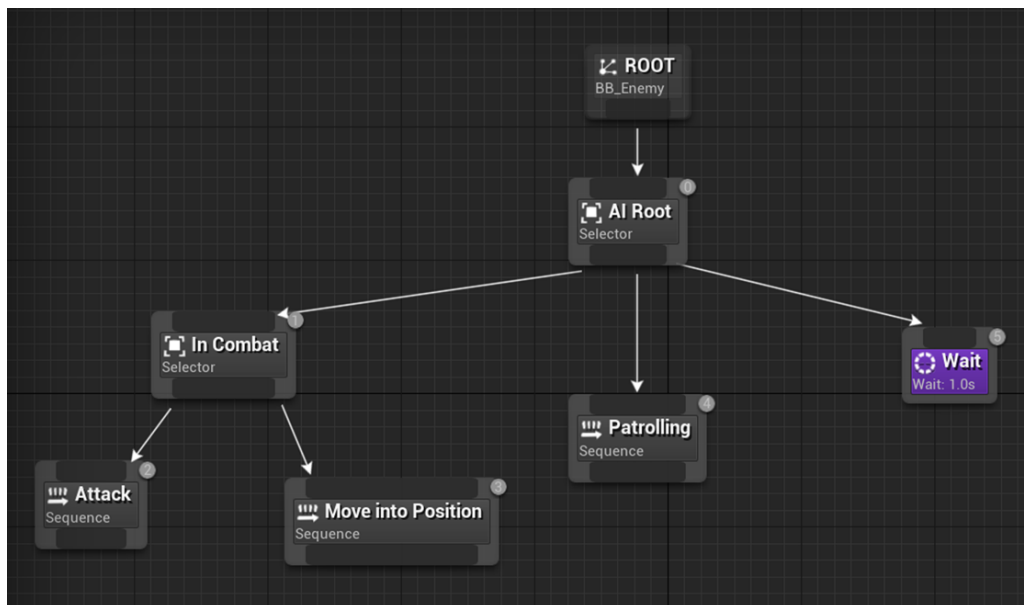 ROOT
BB_Enemy
0
AI Root
Selector
1
In Combat
Selector
5
Wait
Wait: 1.0s
4
Patrolling
Sequence
2
Attack
Sequence
3
Move into Position
Sequence